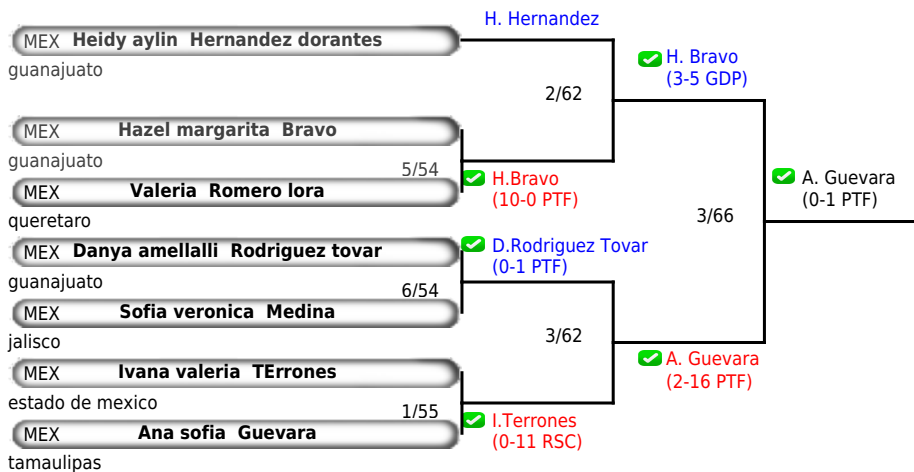 H. Hernandez
MEX Heidy aylin Hernandez dorantes
guanajuato
H. Bravo
(3-5 GDP)
2/62
MEX Hazel margarita Bravo
guanajuato
5/54
MEX Valeria Romero lora
H.Bravo
(10-0 PTF)
queretaro
A. Guevara
(0-1 PTF)
3/66
MEX Danya amellalli Rodriguez tovar
D.Rodriguez Tovar
(0-1 PTF)
guanajuato
6/54
MEX Sofia veronica Medina
jalisco
3/62
MEX Ivana valeria TErrones
A. Guevara
(2-16 PTF)
estado de mexico
1/55
MEX Ana sofia Guevara
I.Terrones
(0-11 RSC)
tamaulipas